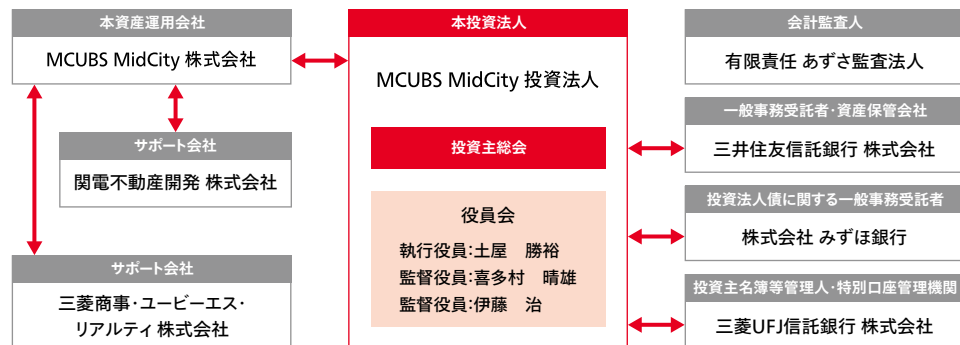 本資産運用会社
MCUBS MidCity 株式会社
サポート会社
関電不動産開発 株式会社
サポート会社
三菱商事・ユービーエス・
リアルティ 株式会社
本投資法人
MCUBS MidCity 投資法人
投資主総会
役員会
執行役員:土屋　勝裕
監督役員:喜多村　晴雄
監督役員:伊藤　治
会計監査人
有限責任 あずさ監査法人
一般事務受託者・資産保管会社
三井住友信託銀行 株式会社
投資法人債に関する一般事務受託者
株式会社 みずほ銀行
投資主名簿等管理人・特別口座管理機関
三菱UFJ信託銀行 株式会社